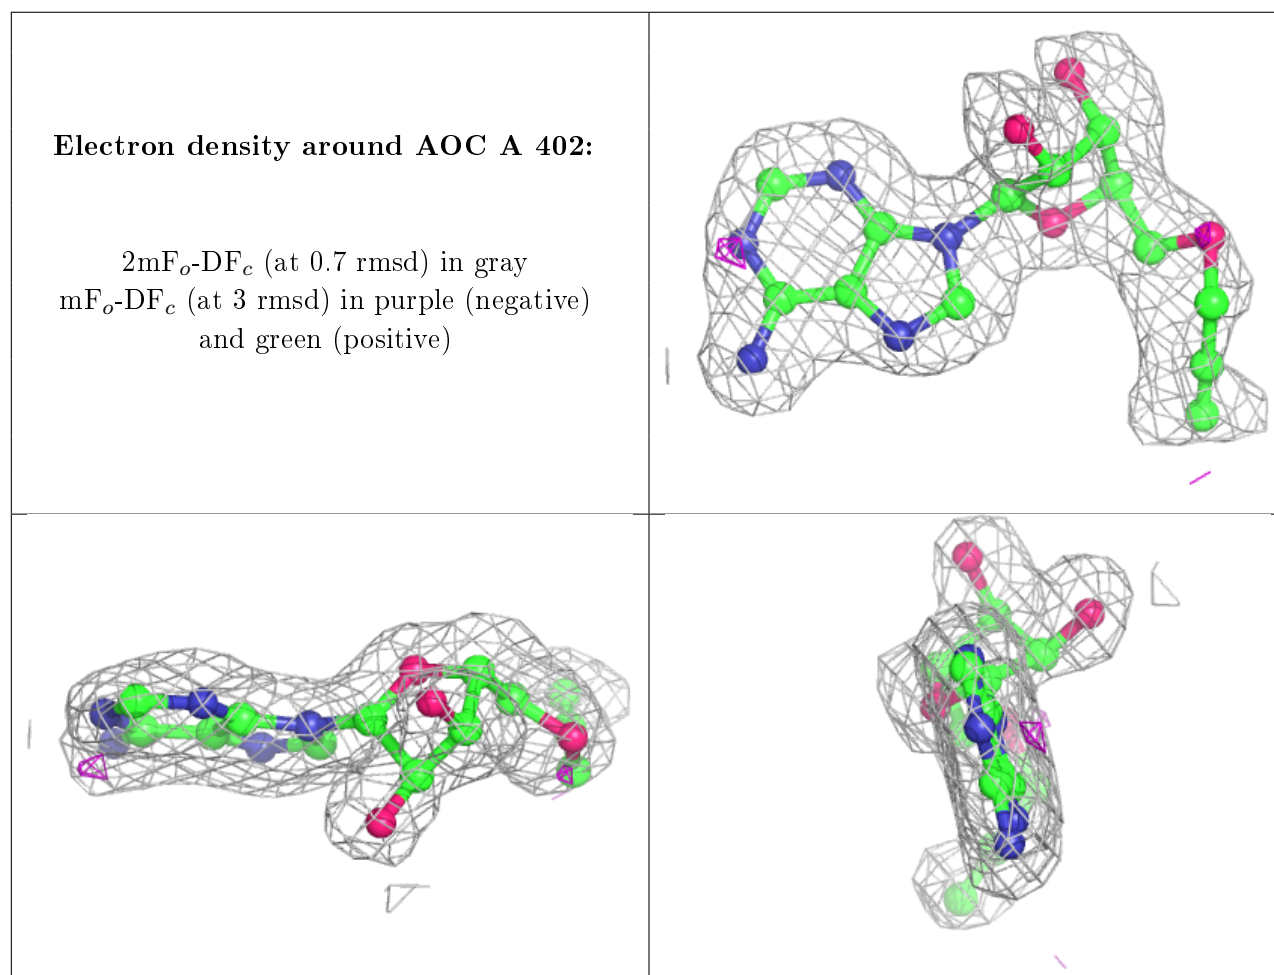 Electron density around AOC A 402:
2mFo-DFc (at 0.7 rmsd) in gray
mFo-DFc (at 3 rmsd) in purple (negative)
and green (positive)